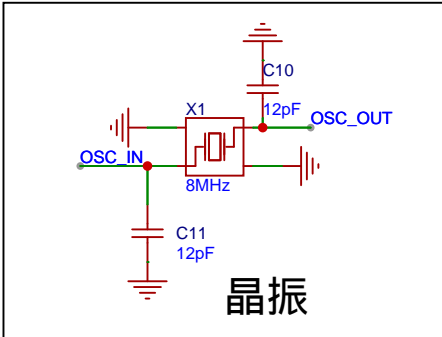 C10
12pF
X1
OSC_OUT
OSC_IN
8MHz
C11
12pF
晶振